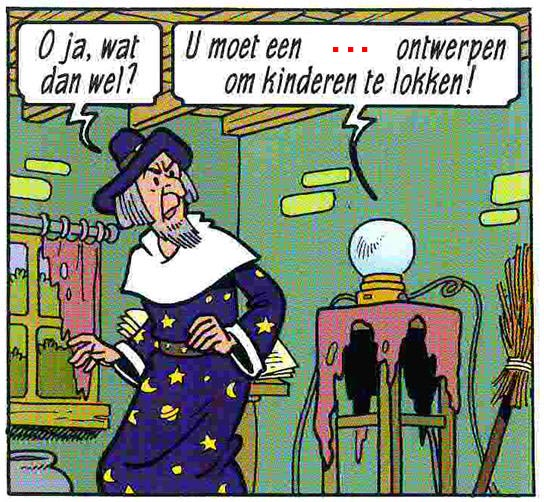 O ja, wat
dan wel?
U moet een ... ontwerpen
om kinderen te lokken!